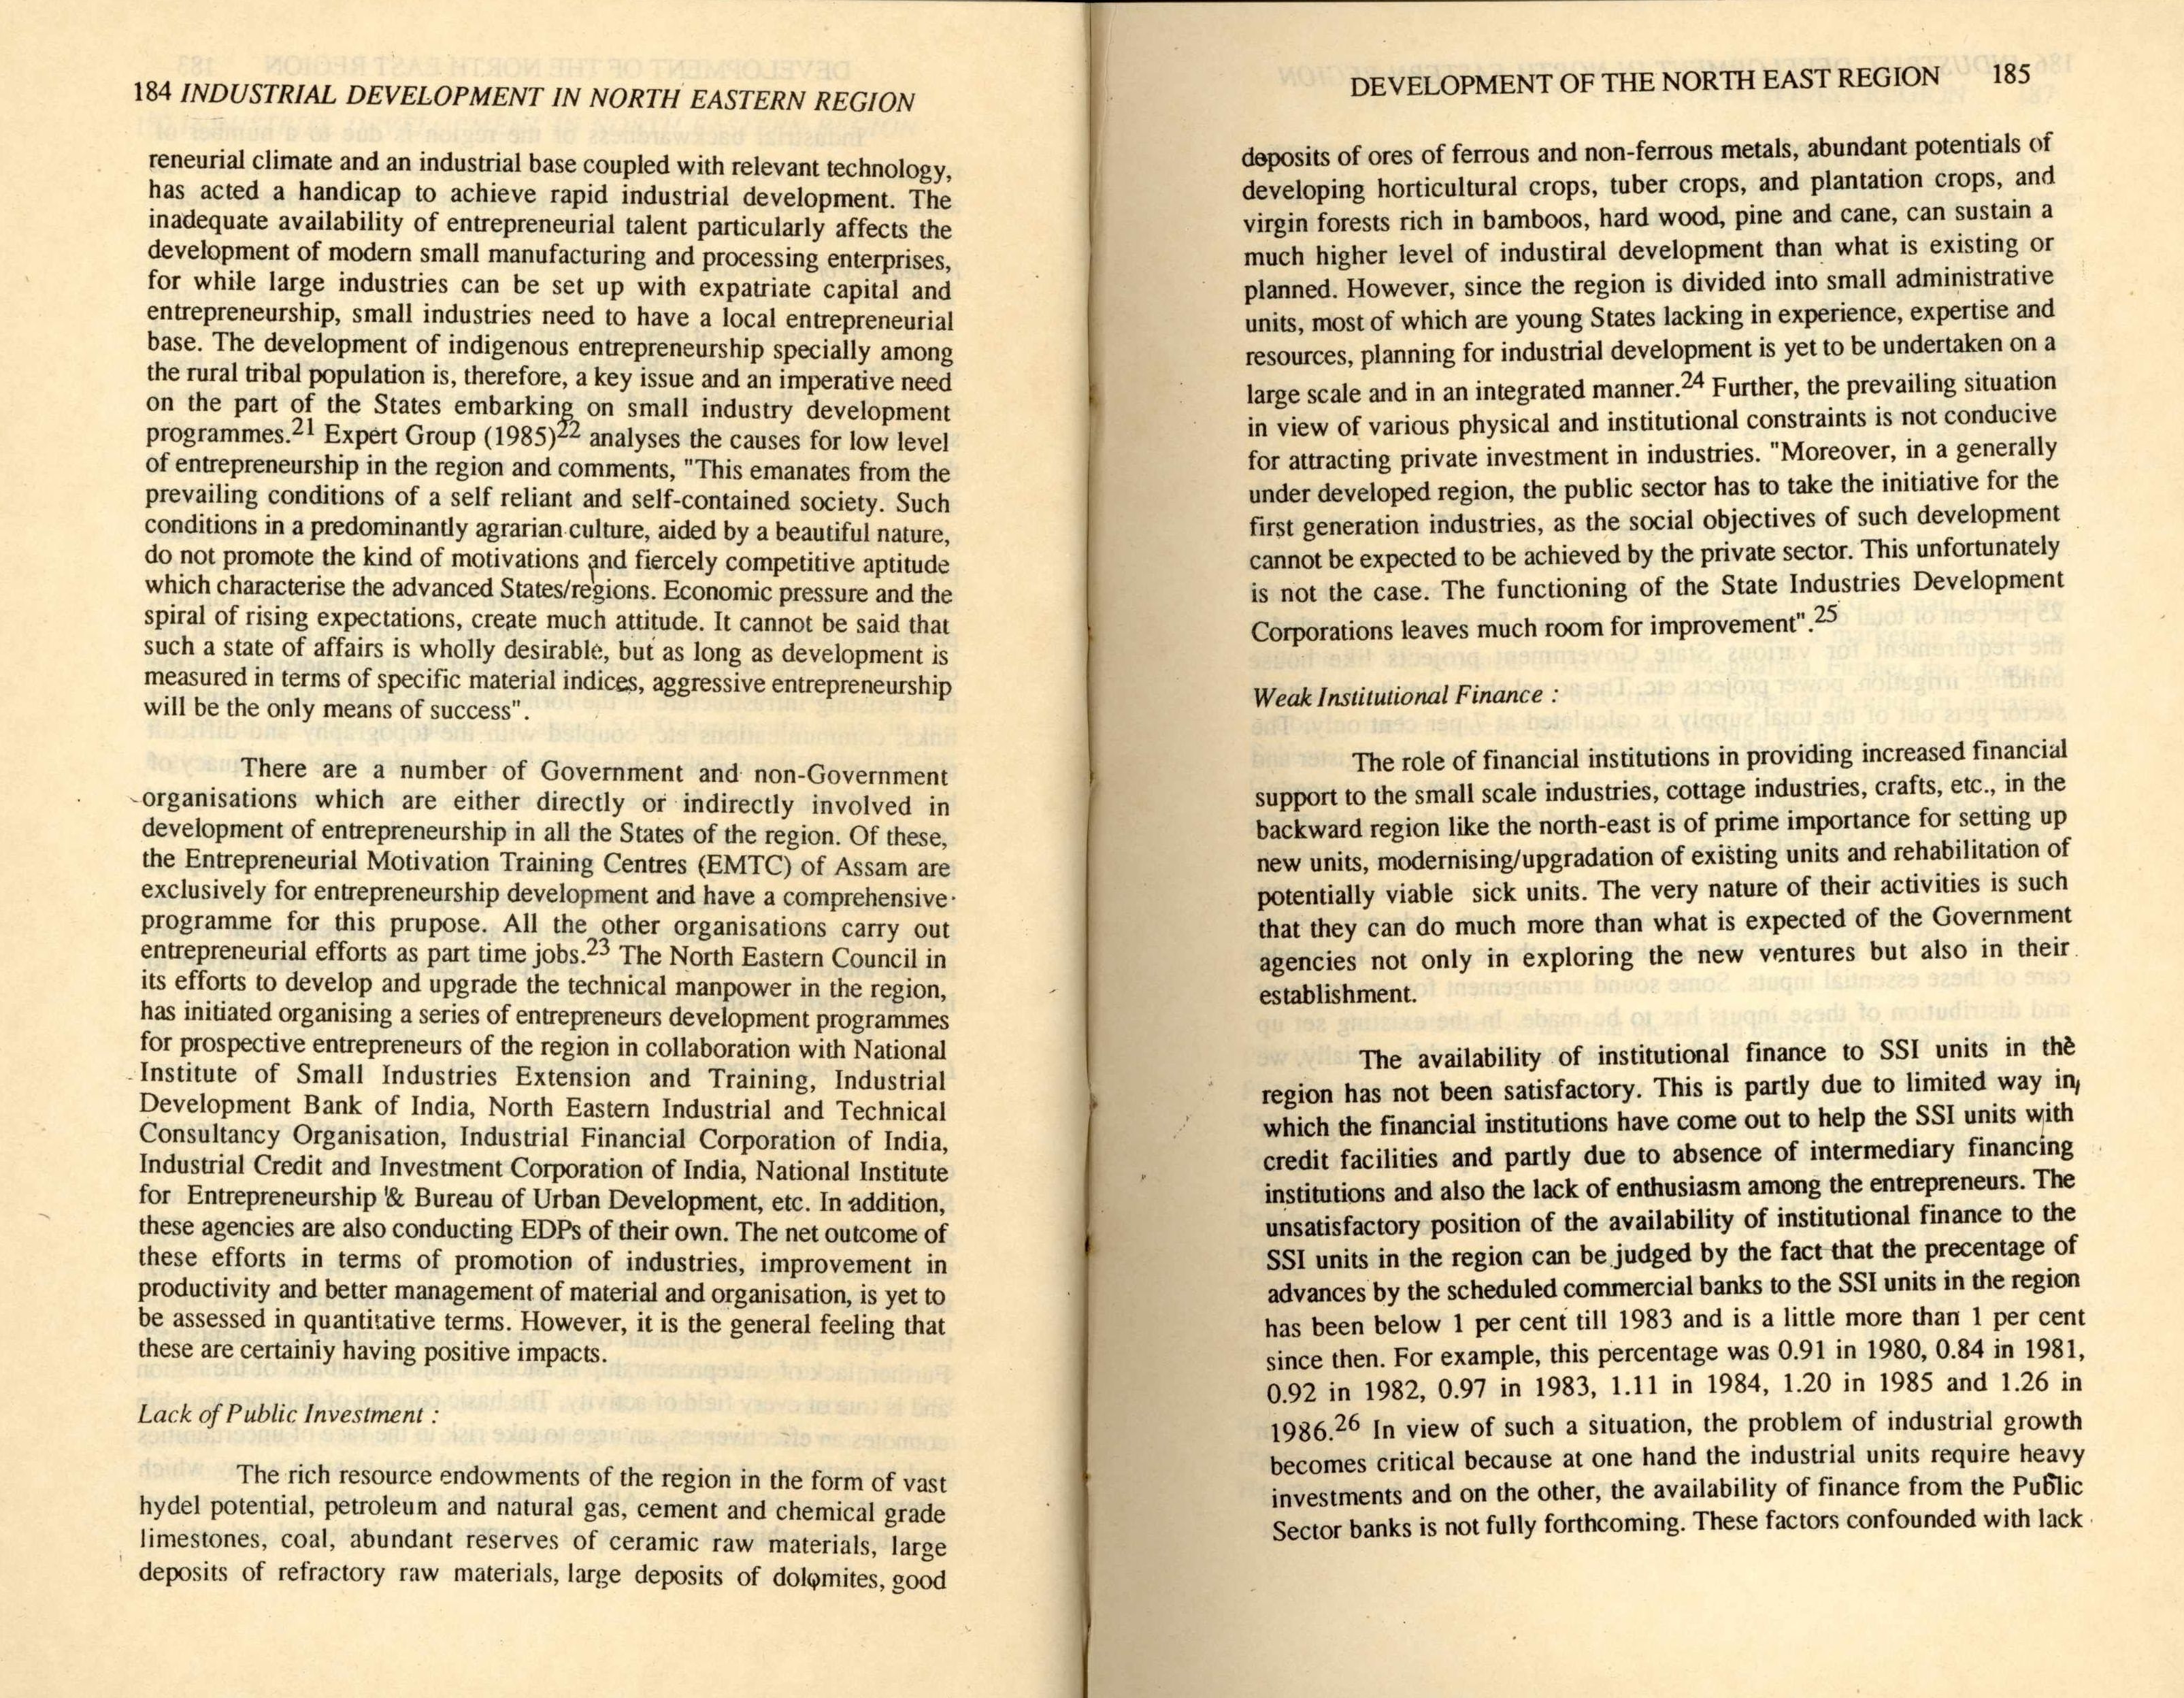 184 INDUSTRIAL DEVELOPMENT IN NORTH EASTERN REGION
reneurial climate and an industrial base coupled with relevant technology,
has acted a handicap to achieve rapid industrial development. The
inadequate availability of entrepreneurial talent particularly affects the
development of modern small manufacturing and processing enterprises,
for while large industries can be set up with expatriate capital and
entrepreneurship, small industries need to have a local entrepreneurial
base. The development of indigenous entrepreneurship specially among
the rural tribal population is, therefore, a key issue and an imperative need
on the part of the States embarking on small industry development
programmes.21 Expert Group (1985)22 analyses the causes for low level
of entrepreneurship in the region and comments, "This emanates from the
prevailing conditions of a self reliant and self-contained society. Such
conditions in a predominantly agrarian culture, aided by a beautiful nature,
do not promote the kind of motivations and fiercely competitive aptitude
which characterise the advanced States/regions. Economic pressure and the
spiral of rising expectations, create much attitude. It cannot be said that
such a state of affairs is wholly desirable, but as long as development is
measured in terms of specific material indices, aggressive entrepreneurship
will be the only means of success".
There are a number of Government and non-Government
organisations which are either directly or indirectly involved in
development of entrepreneurship in all the States of the region. Of these,
the Entrepreneurial Motivation Training Centres (EMTC) of Assam are
exclusively for entrepreneurship development and have a comprehensive
programme for this prupose. All the other organisations carry out
entrepreneurial efforts as part time jobs.23 The North Eastern Council in
its efforts to develop and upgrade the technical manpower in the region,
has initiated organising a series of entrepreneurs development programmes
for prospective entrepreneurs of the region in collaboration with National
Institute of Small Industries Extension and Training, Industrial
Development Bank of India, North Eastern Industrial and Technical
Consultancy Organisation, Industrial Financial Corporation of India,
Industrial Credit and Investment Corporation of India, National Institute
for Entrepreneurship '& Bureau of Urban Development, etc. In addition,
these agencies are also conducting EDPs of their own. The net outcome of
these efforts in terms of promotion of industries, improvement in
productivity and better management of material and organisation, is yet to
be assessed in quantitative terms. However, it is the general feeling that
these are certainiy having positive impacts.
Lack of Public Investment :
The rich resource endowments of the region in the form of vast
hydel potential, petroleum and natural gas, cement and chemical grade
limestones, coal, abundant reserves of ceramic raw materials, large
deposits of refractory raw materials, large deposits of dolomites, good
DEVELOPMENT OF THE NORTH EAST REGION 185
deposits of ores of ferrous and non-ferrous metals, abundant potentials of
developing horticultural crops, tuber crops, and plantation crops, and
virgin forests rich in bamboos, hard wood, pine and cane, can sustain a
much higher level of industiral development than what is existing or
planned. However, since the region is divided into small administrative
units, most of which are young States lacking in experience, expertise and
resources, planning for industrial development is yet to be undertaken on a
large scale and in an integrated manner.24 Further, the prevailing situation
in view of various physical and institutional constraints is not conducive
for attracting private investment in industries. "Moreover, in a generally
under developed region, the public sector has to take the initiative for the
first generation industries, as the social objectives of such development
cannot be expected to be achieved by the private sector. This unfortunately
is not the case. The functioning of the State Industries Development
Corporations leaves much room for improvement".25
Weak Institutional Finance :
The role of financial institutions in providing increased financial
support to the small scale industries, cottage industries, crafts, etc., in the
backward region like the north-east is of prime importance for setting up
new units, modernising/upgradation of existing units and rehabilitation of
potentially viable sick units. The very nature of their activities is such
that they can do much more than what is expected of the Government
agencies not only in exploring the new ventures but also in their
establishment.
The availability of institutional finance to SSI units in the
region has not been satisfactory. This is partly due to limited way in
which the financial institutions have come out to help the SSI units with
credit facilities and partly due to absence of intermediary financing
institutions and also the lack of enthusiasm among the entrepreneurs. The
unsatisfactory position of the availability of institutional finance to the
SSI units in the region can be judged by the fact that the precentage of
advances by the scheduled commercial banks to the SSI units in the region
has been below 1 per cent till 1983 and is a little more than 1 per cent
since then. For example, this percentage was 0.91 in 1980, 0.84 in 1981,
0.92 in 1982, 0.97 in 1983, 1.11 in 1984, 1.20 in 1985 and 1.26 in
1986.26 In view of such a situation, the problem of industrial growth
becomes critical because at one hand the industrial units require heavy
investments and on the other, the availability of finance from the Public
Sector banks is not fully forthcoming. These factors confounded with lack